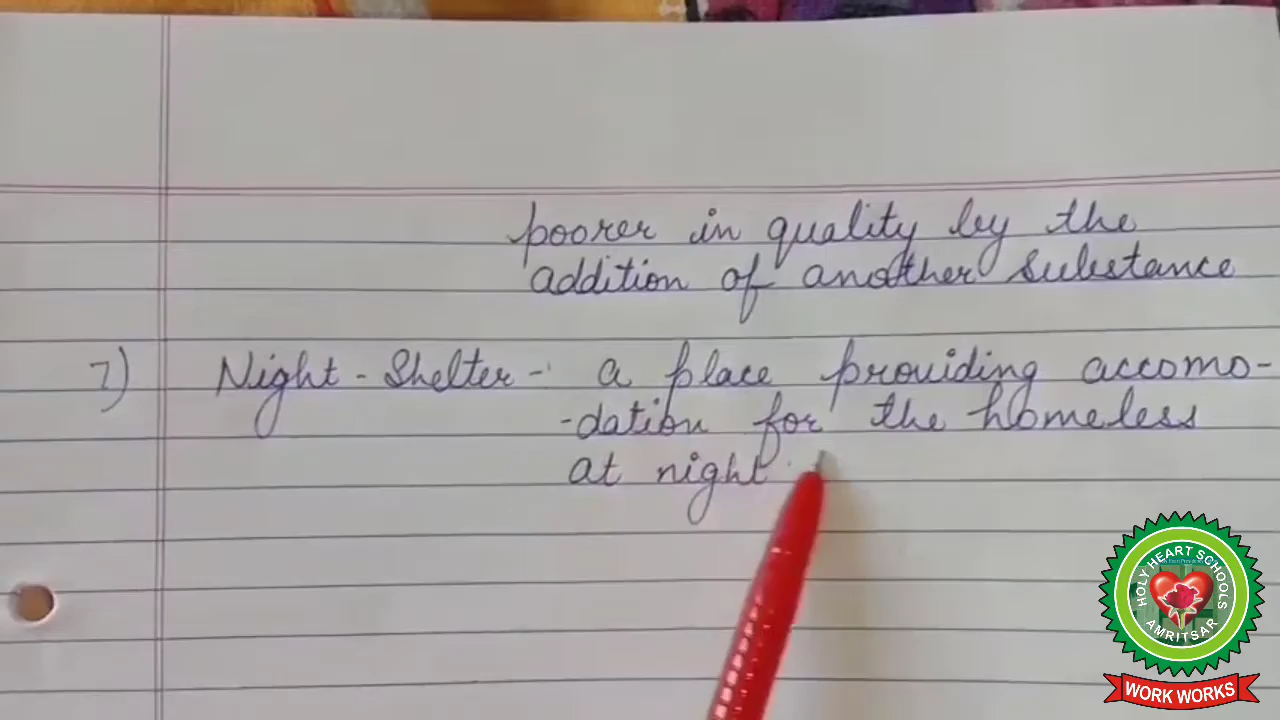 poorer in quality by the
addition of another substance
7) Night-Shelter - a place providing accomo-
-dation for the homeless
at night.
HOLY HEART SCHOOLS
AMRITSAR
WORK WORKS